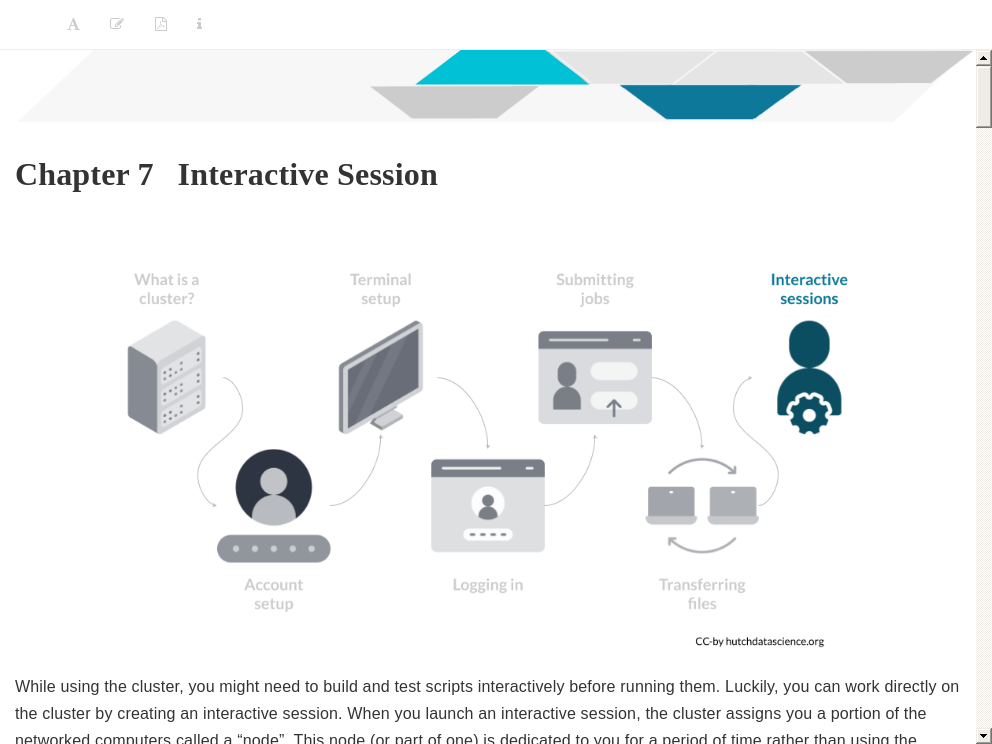 Chapter 7 Interactive Session
What is a
cluster?
Terminal
setup
Submitting
jobs
Interactive
sessions
Account
setup
Logging in
Transferring
files
CC-by hutchdatascience.org
While using the cluster, you might need to build and test scripts interactively before running them. Luckily, you can work directly on
the cluster by creating an interactive session. When you launch an interactive session, the cluster assigns you a portion of the
networked computers called a “node”. This node (or part of one) is dedicated to you for a period of time rather than using the